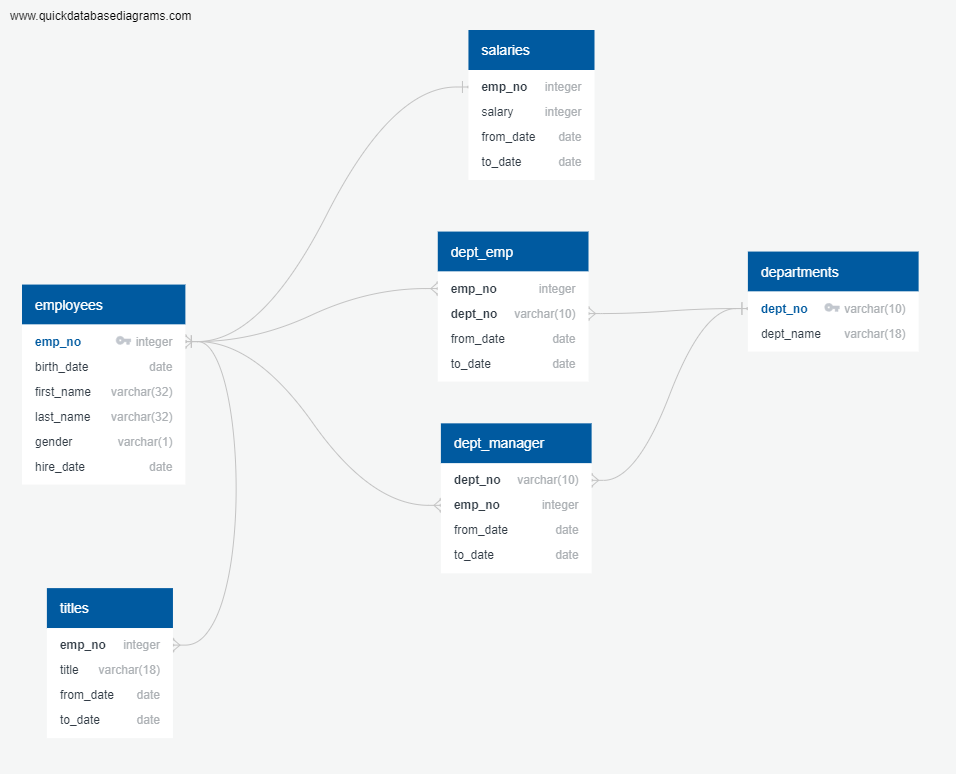 www.quickdatabasediagrams.com
salaries
emp_no integer
salary integer
from_date date
to_date date
dept_emp
emp_no integer
dept_no varchar(10)
from_date date
to_date date
departments
dept_no varchar(10)
dept_name varchar(18)
employees
emp_no integer
birth_date date
first_name varchar(32)
last_name varchar(32)
gender varchar(1)
hire_date date
dept_manager
dept_no varchar(10)
emp_no integer
from_date date
to_date date
titles
emp_no integer
title varchar(18)
from_date date
to_date date